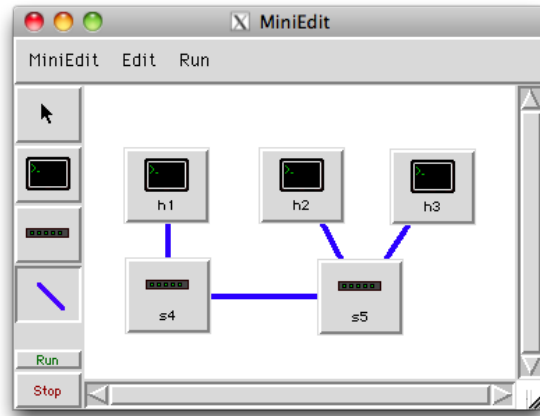 MiniEdit
MiniEdit Edit Run
h1 h2 h3
s4 s5
Run
Stop